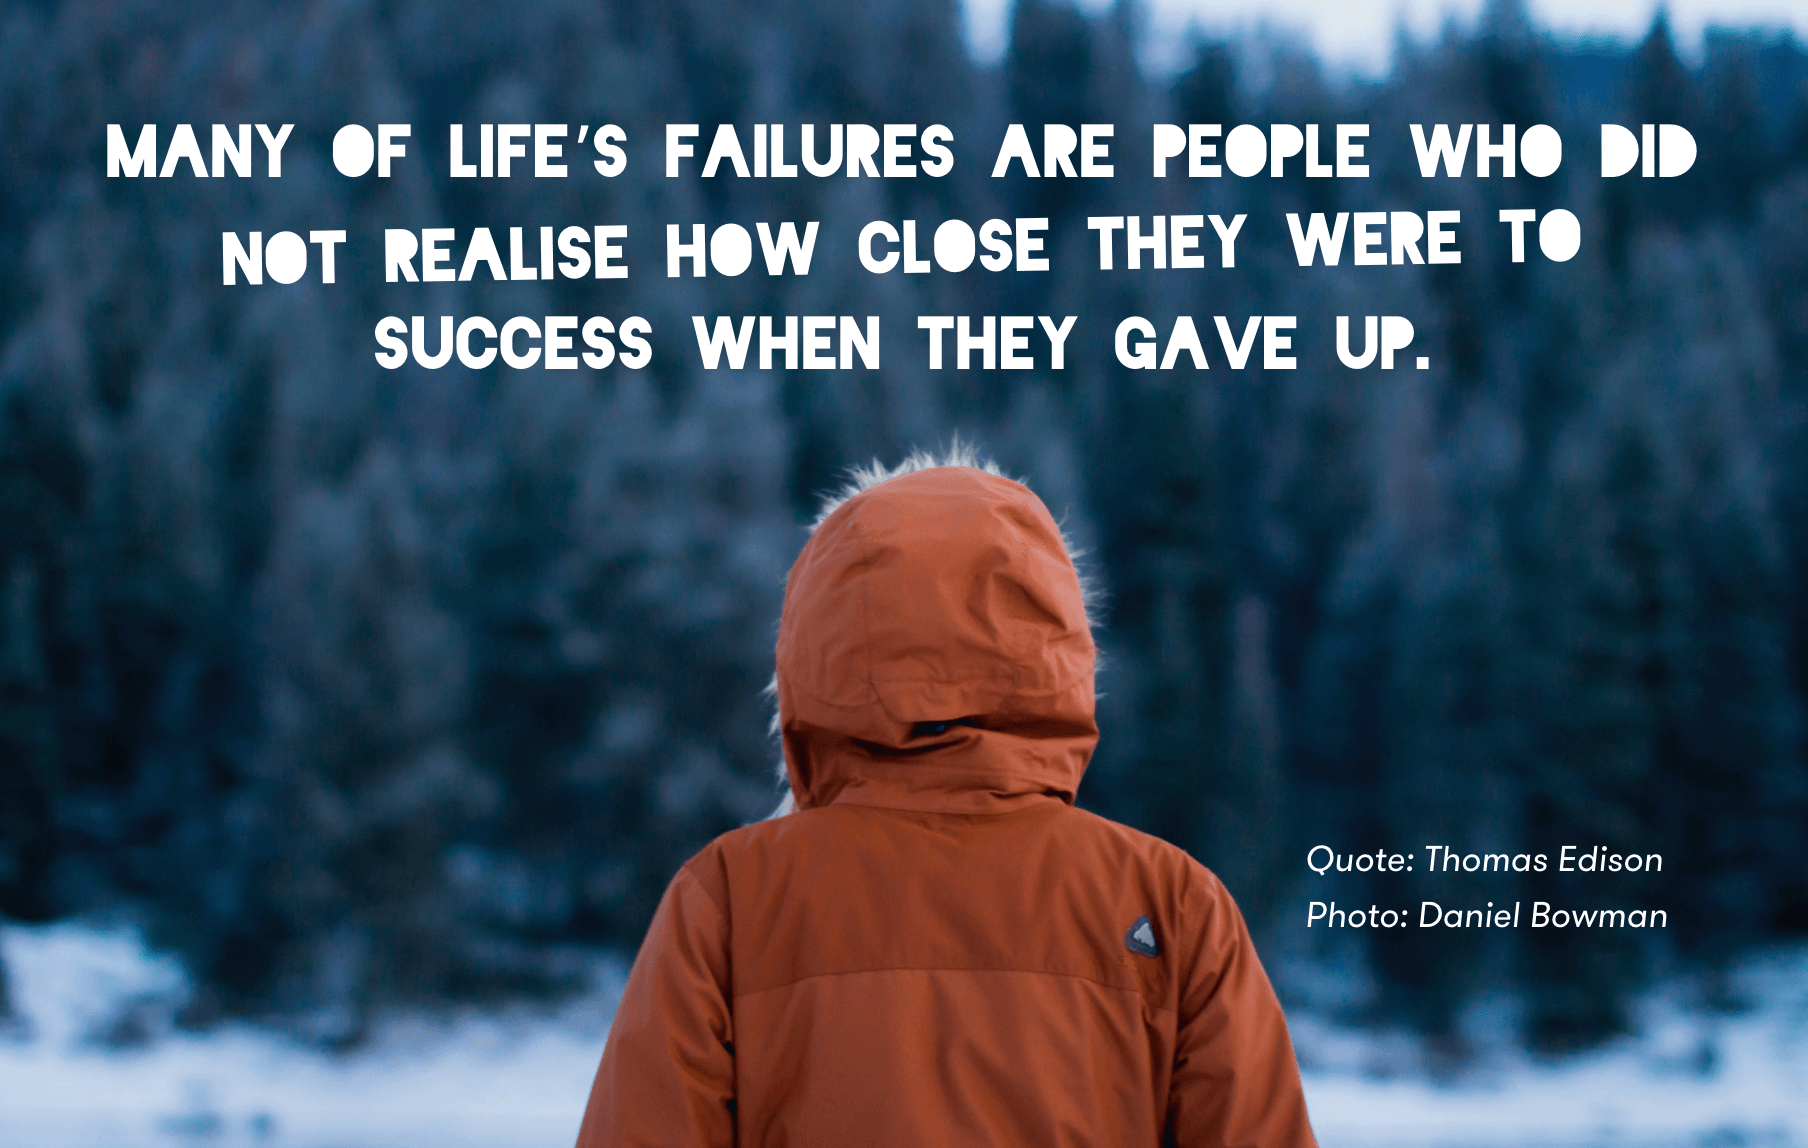 MANY OF LIFE'S FAILURES ARE PEOPLE WHO DID
NOT REALISE HOW CLOSE THEY WERE TO
SUCCESS WHEN THEY GAVE UP.
Quote: Thomas Edison
Photo: Daniel Bowman